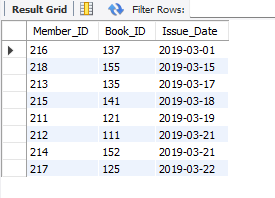 Result Grid Filter Rows:
Member_ID Book_ID Issue_Date
216 137 2019-03-01
218 155 2019-03-15
213 135 2019-03-17
215 141 2019-03-18
211 121 2019-03-19
212 111 2019-03-21
214 152 2019-03-21
217 125 2019-03-22